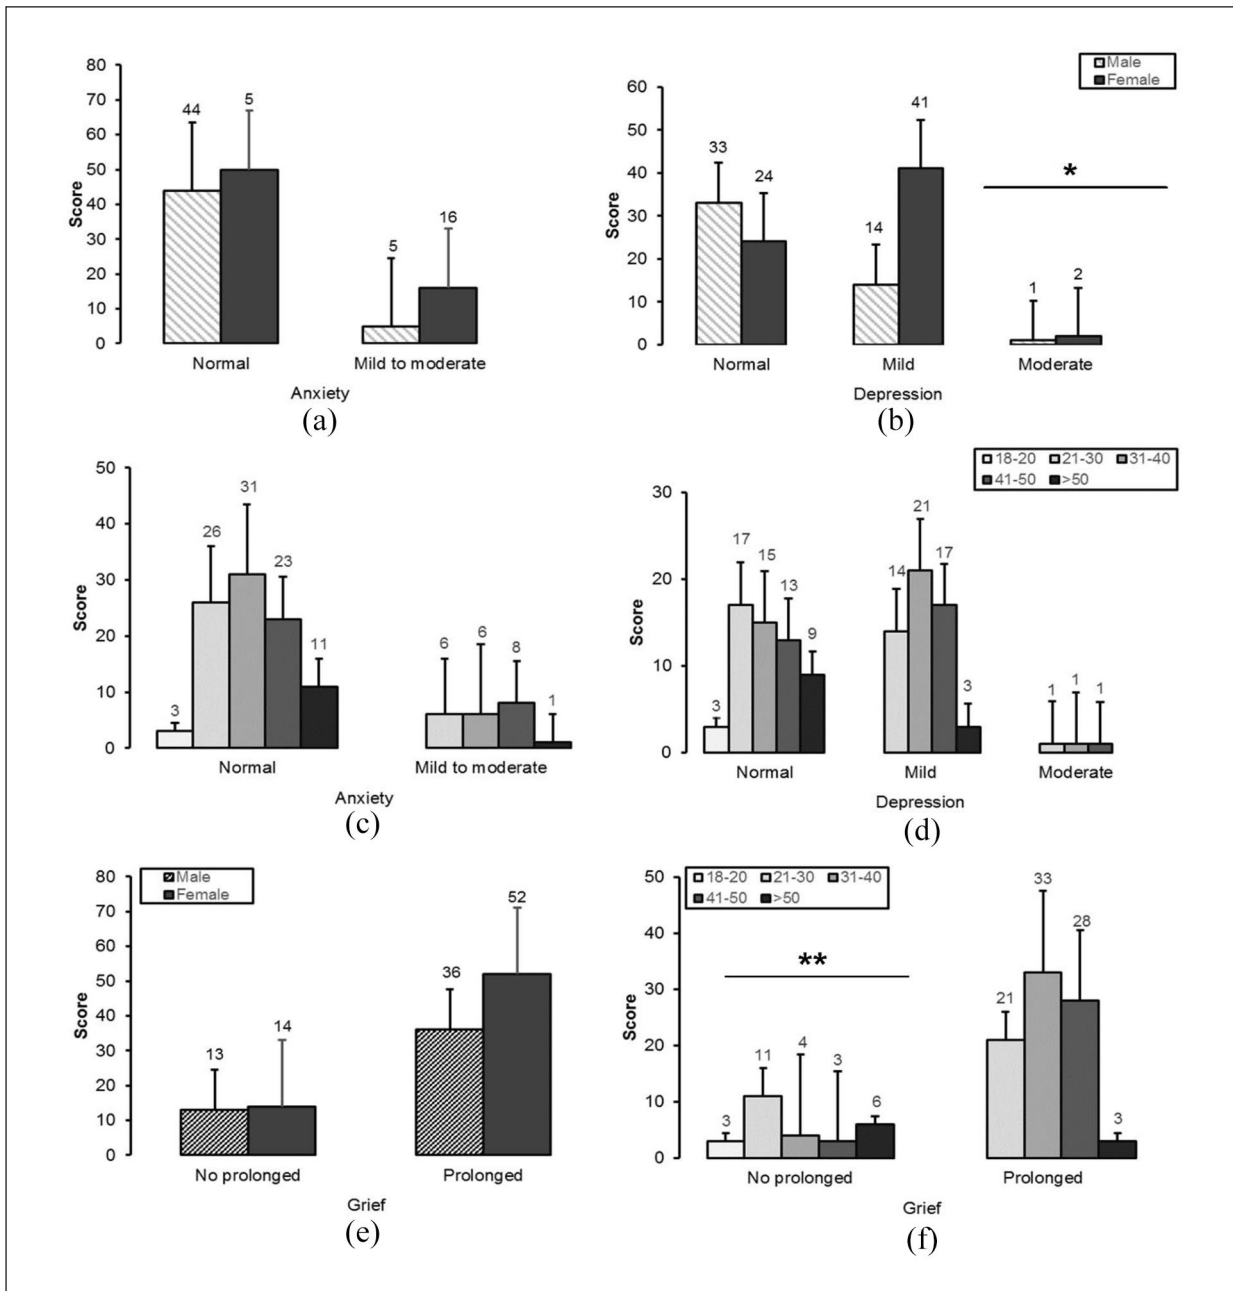 80
70
60
50
40
30
20
10
0
Score
44
5
5
16
Normal
Mild to moderate
Anxiety
(a)
Male
Female
60
50
40
30
20
10
0
Score
33
24
14
41
*
1
2
Normal
Mild
Moderate
Depression
(b)
50
40
30
20
10
0
Score
3
26
31
23
11
6
6
8
1
Normal
Mild to moderate
Anxiety
(c)
18-20 21-30 31-40
41-50 >50
30
20
10
0
Score
3
17
15
13
9
14
21
17
3
1
1
1
Normal
Mild
Moderate
Depression
(d)
Male
Female
80
70
60
50
40
30
20
10
0
Score
13
14
36
52
No prolonged
Prolonged
Grief
(e)
18-20 21-30 31-40
41-50 >50
50
40
30
20
10
0
Score
**
3
11
4
3
6
21
33
28
3
No prolonged
Prolonged
Grief
(f)